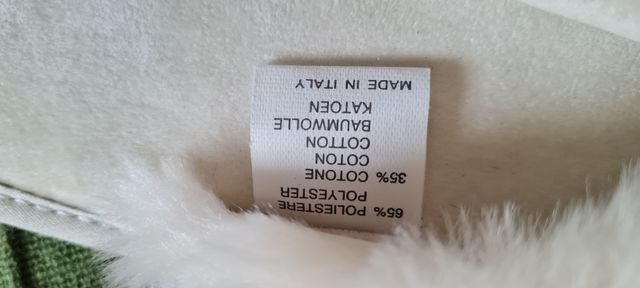 65% POLIESTERE
POLYESTER
35% COTONE
COTON
COTTON
BAUMWOLLE
KATOEN
MADE IN ITALY